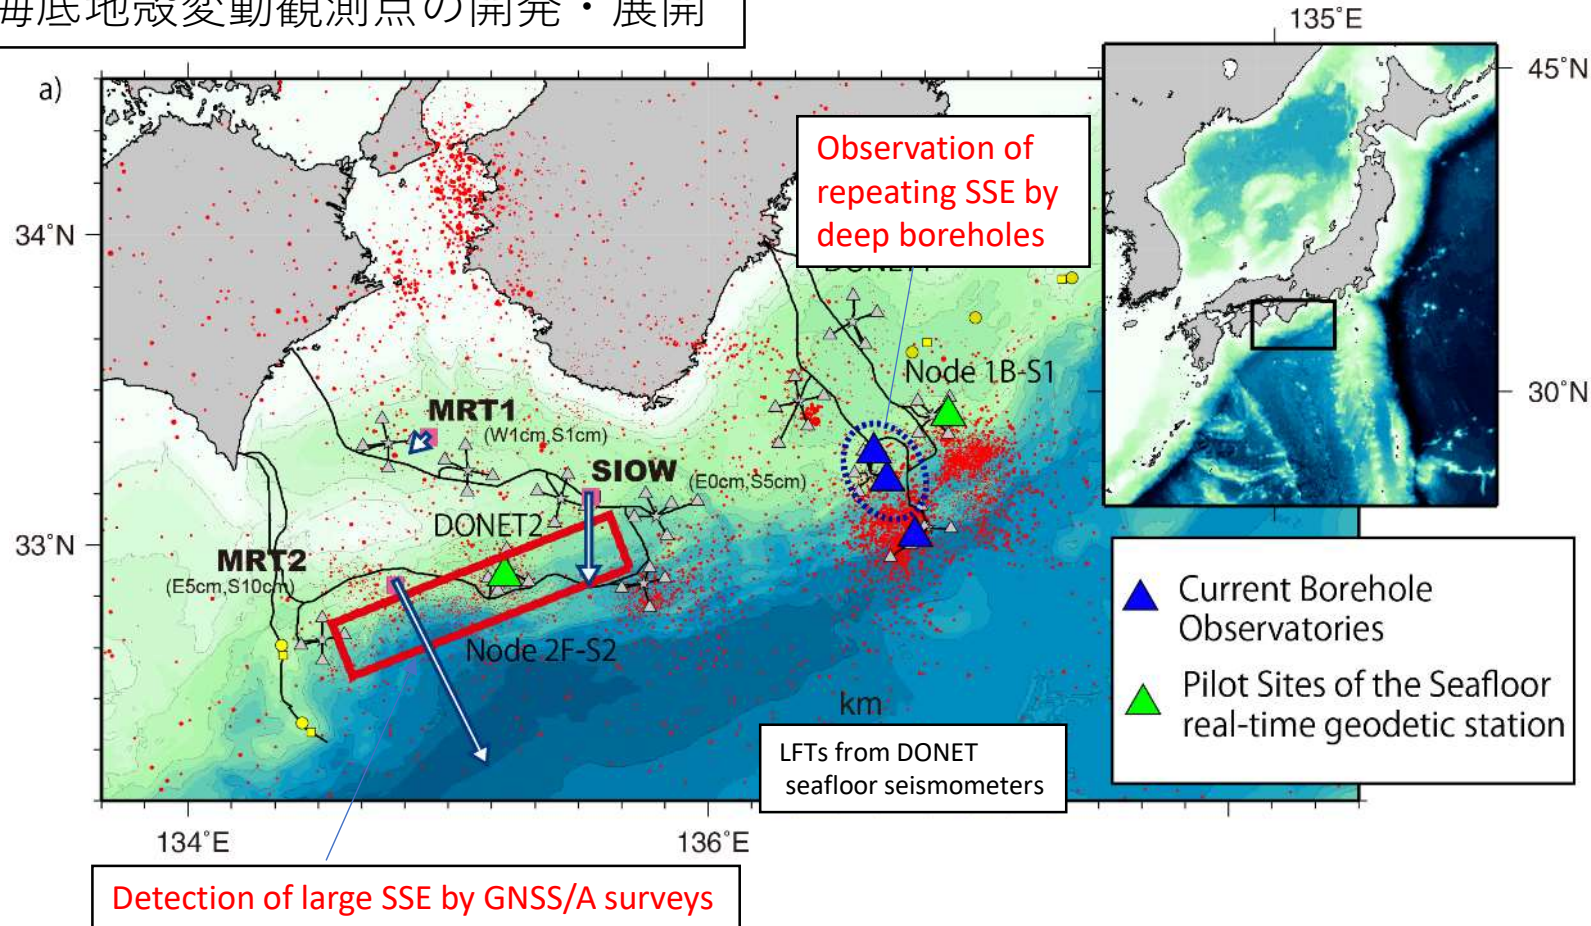 海底地殻変動観測点の開発・展開
135°E
45°N
a)
Observation of
repeating SSE by
deep boreholes
34°N
Node 1B-S1
30°N
MRT1
(W1cm,S1cm)
SIOW
(E0cm,S5cm)
DONET2
33°N
MRT2
(E5cm,S10cm)
Node 2F-S2
Current Borehole
Observatories
Pilot Sites of the Seafloor
real-time geodetic station
km
LFTs from DONET
seafloor seismometers
134°E
136°E
Detection of large SSE by GNSS/A surveys